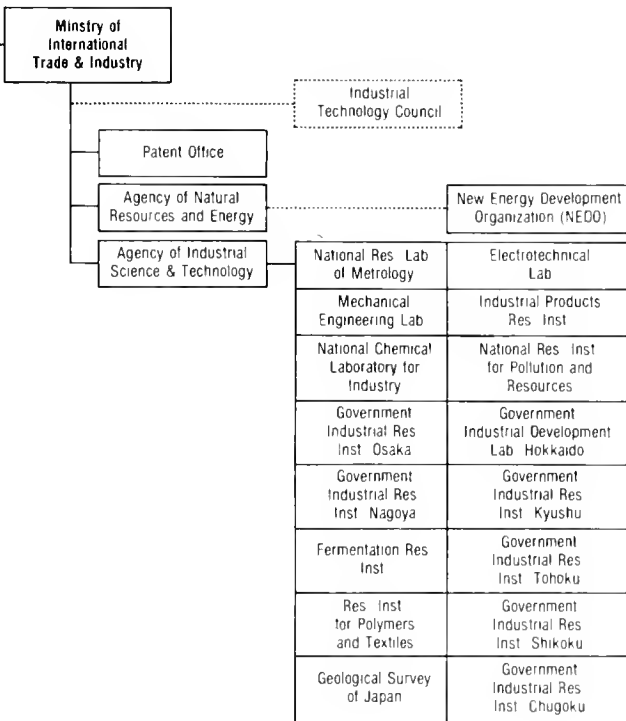 Minstry of
International
Trade & Industry
Industrial
Technology Council
Patent Office
Agency of Natural
Resources and Energy
New Energy Development
Organization (NEDO)
Agency of Industrial
Science & Technology
National Res Lab
of Metrology
Electrotechnical
Lab
Mechanical
Engineering Lab
Industrial Products
Res Inst
National Chemical
Laboratory for
Industry
National Res Inst
for Pollution and
Resources
Government
Industrial Res
Inst Osaka
Government
Industrial Development
Lab Hokkaido
Government
Industrial Res
Inst Nagoya
Government
Industrial Res
Inst Kyushu
Fermentation Res
Inst
Government
Industrial Res
Inst Tohoku
Res Inst
for Polymers
and Textiles
Government
Industrial Res
Inst Shikoku
Geological Survey
of Japan
Government
Industrial Res
Inst Chugoku